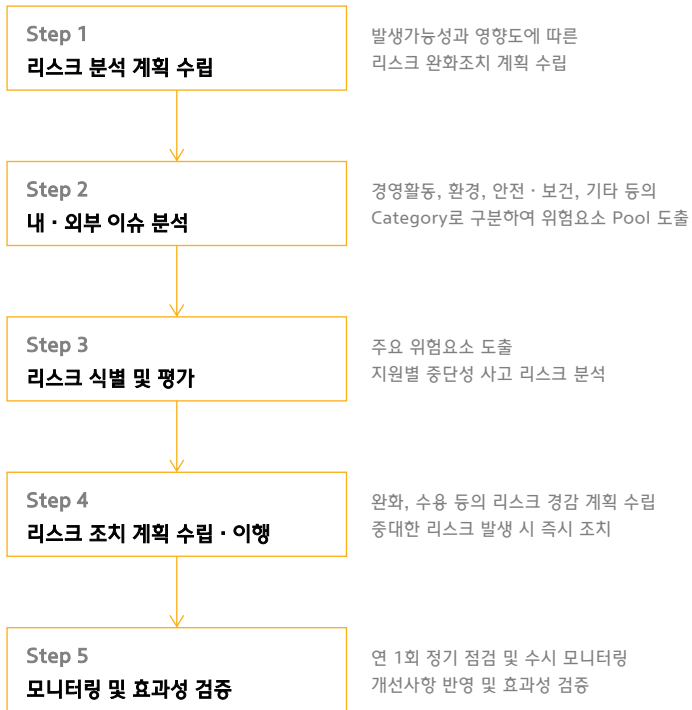 Step 1
리스크 분석 계획 수립
발생가능성과 영향도에 따른
리스크 완화조치 계획 수립
Step 2
내·외부 이슈 분석
경영활동, 환경, 안전·보건, 기타 등의
Category로 구분하여 위험요소 Pool 도출
Step 3
리스크 식별 및 평가
주요 위험요소 도출
지원별 중단성 사고 리스크 분석
Step 4
리스크 조치 계획 수립·이행
완화, 수용 등의 리스크 경감 계획 수립
중대한 리스크 발생 시 즉시 조치
Step 5
모니터링 및 효과성 검증
연 1회 정기 점검 및 수시 모니터링
개선사항 반영 및 효과성 검증